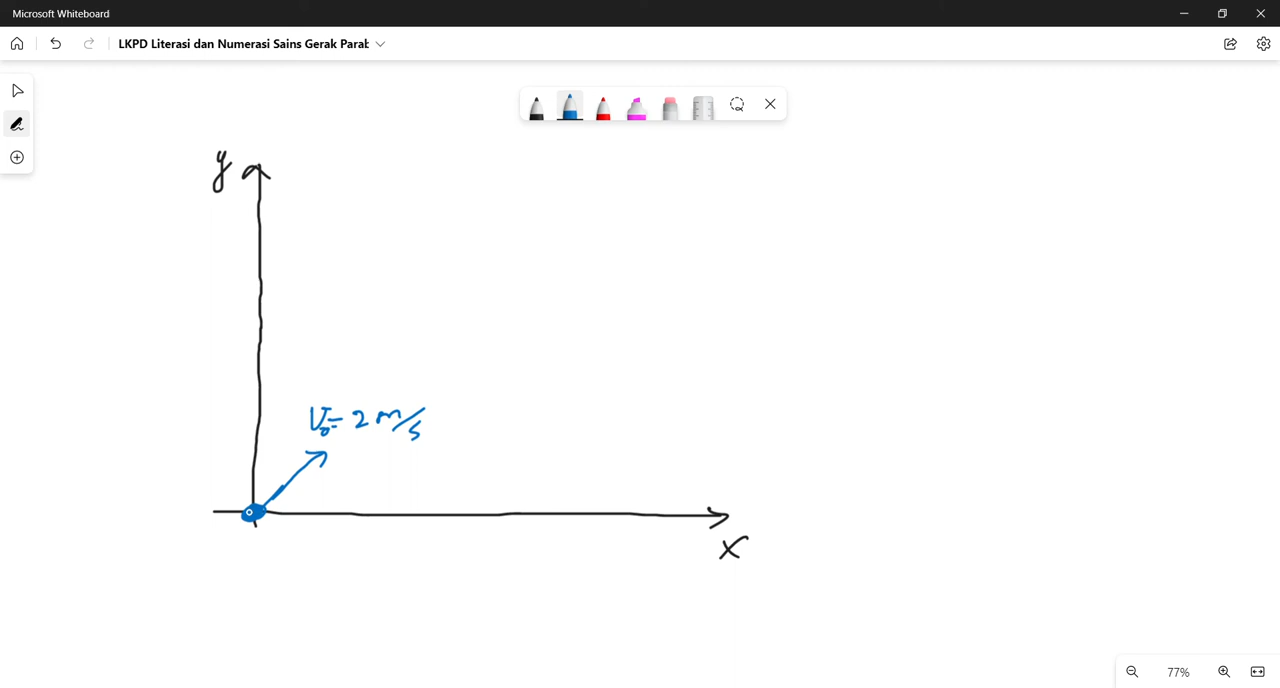 Microsoft Whiteboard
LKPD Literasi dan Numerasi Sains Gerak Parab
y
V₀ = 2 m/s
x
77%